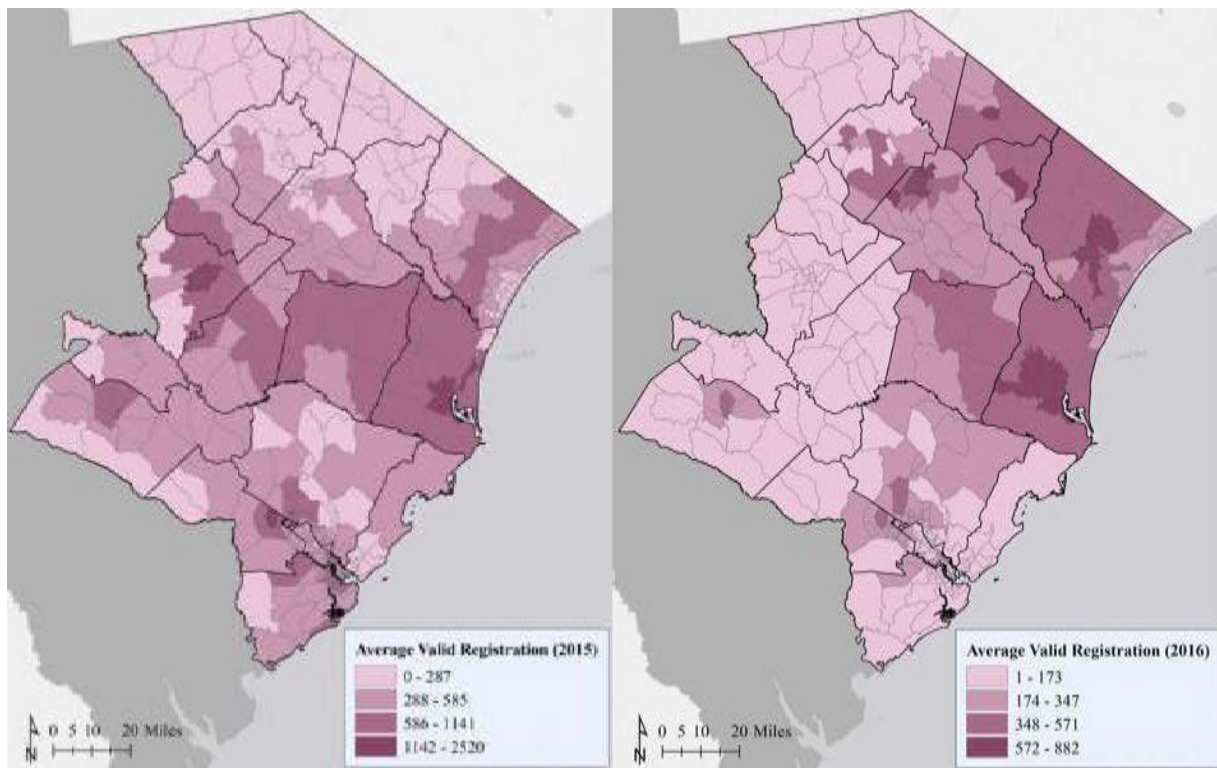 Average Valid Registration (2015)
0 - 287
288 - 585
586 - 1141
1142 - 2520
N
0 5 10 20 Miles
Average Valid Registration (2016)
1 - 173
174 - 347
348 - 571
572 - 882
N
0 5 10 20 Miles